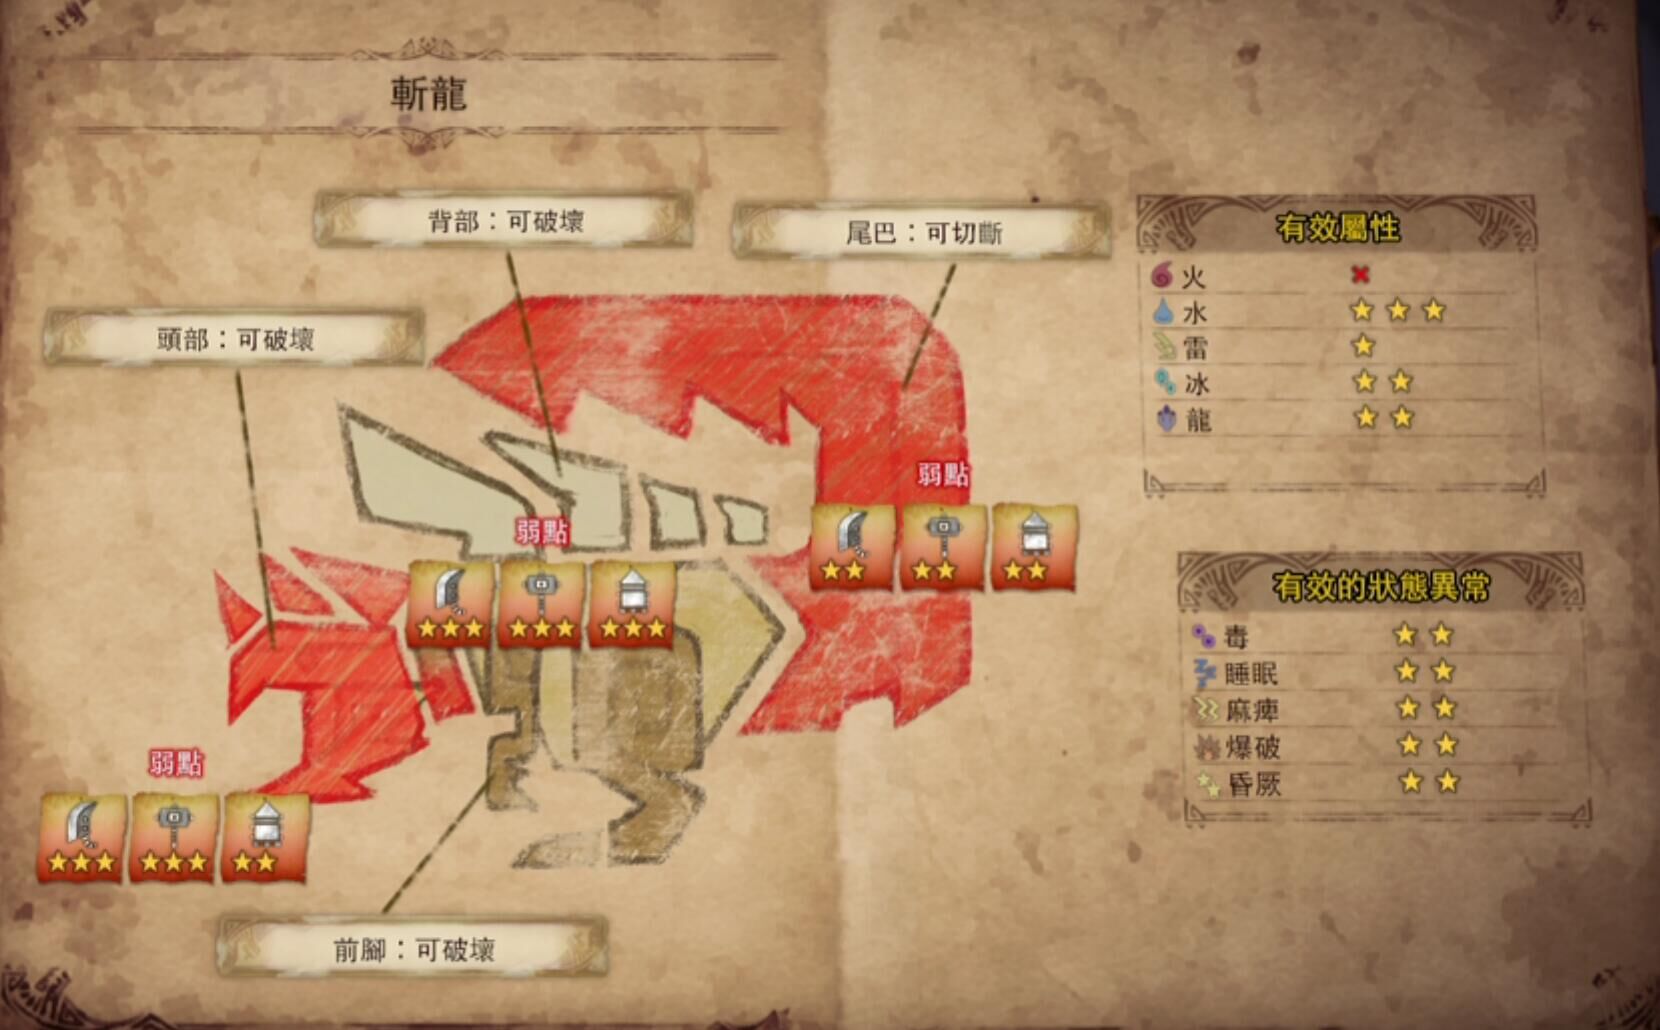 斬龍
背部：可破壞
尾巴：可切斷
頭部：可破壞
弱點
弱點
弱點
前腳：可破壞
有效屬性
火
水
雷
冰
龍
有效的狀態異常
毒
睡眠
麻痺
爆破
昏厥